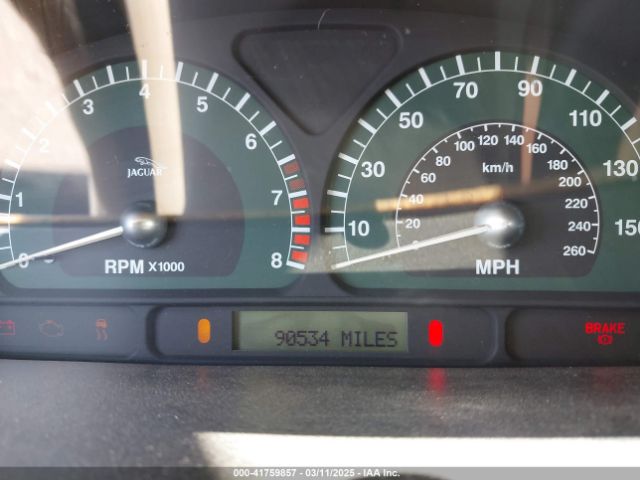 0 1 2 3 4 5 6 7 8
JAGUAR
RPM X1000
10 30 50 70 90 110 130 150
0 20 40 60 80 100 120 140 160 180 200 220 240 260
km/h
MPH
90534 MILES
BRAKE
000-41759857 - 03/11/2025 - IAA Inc.